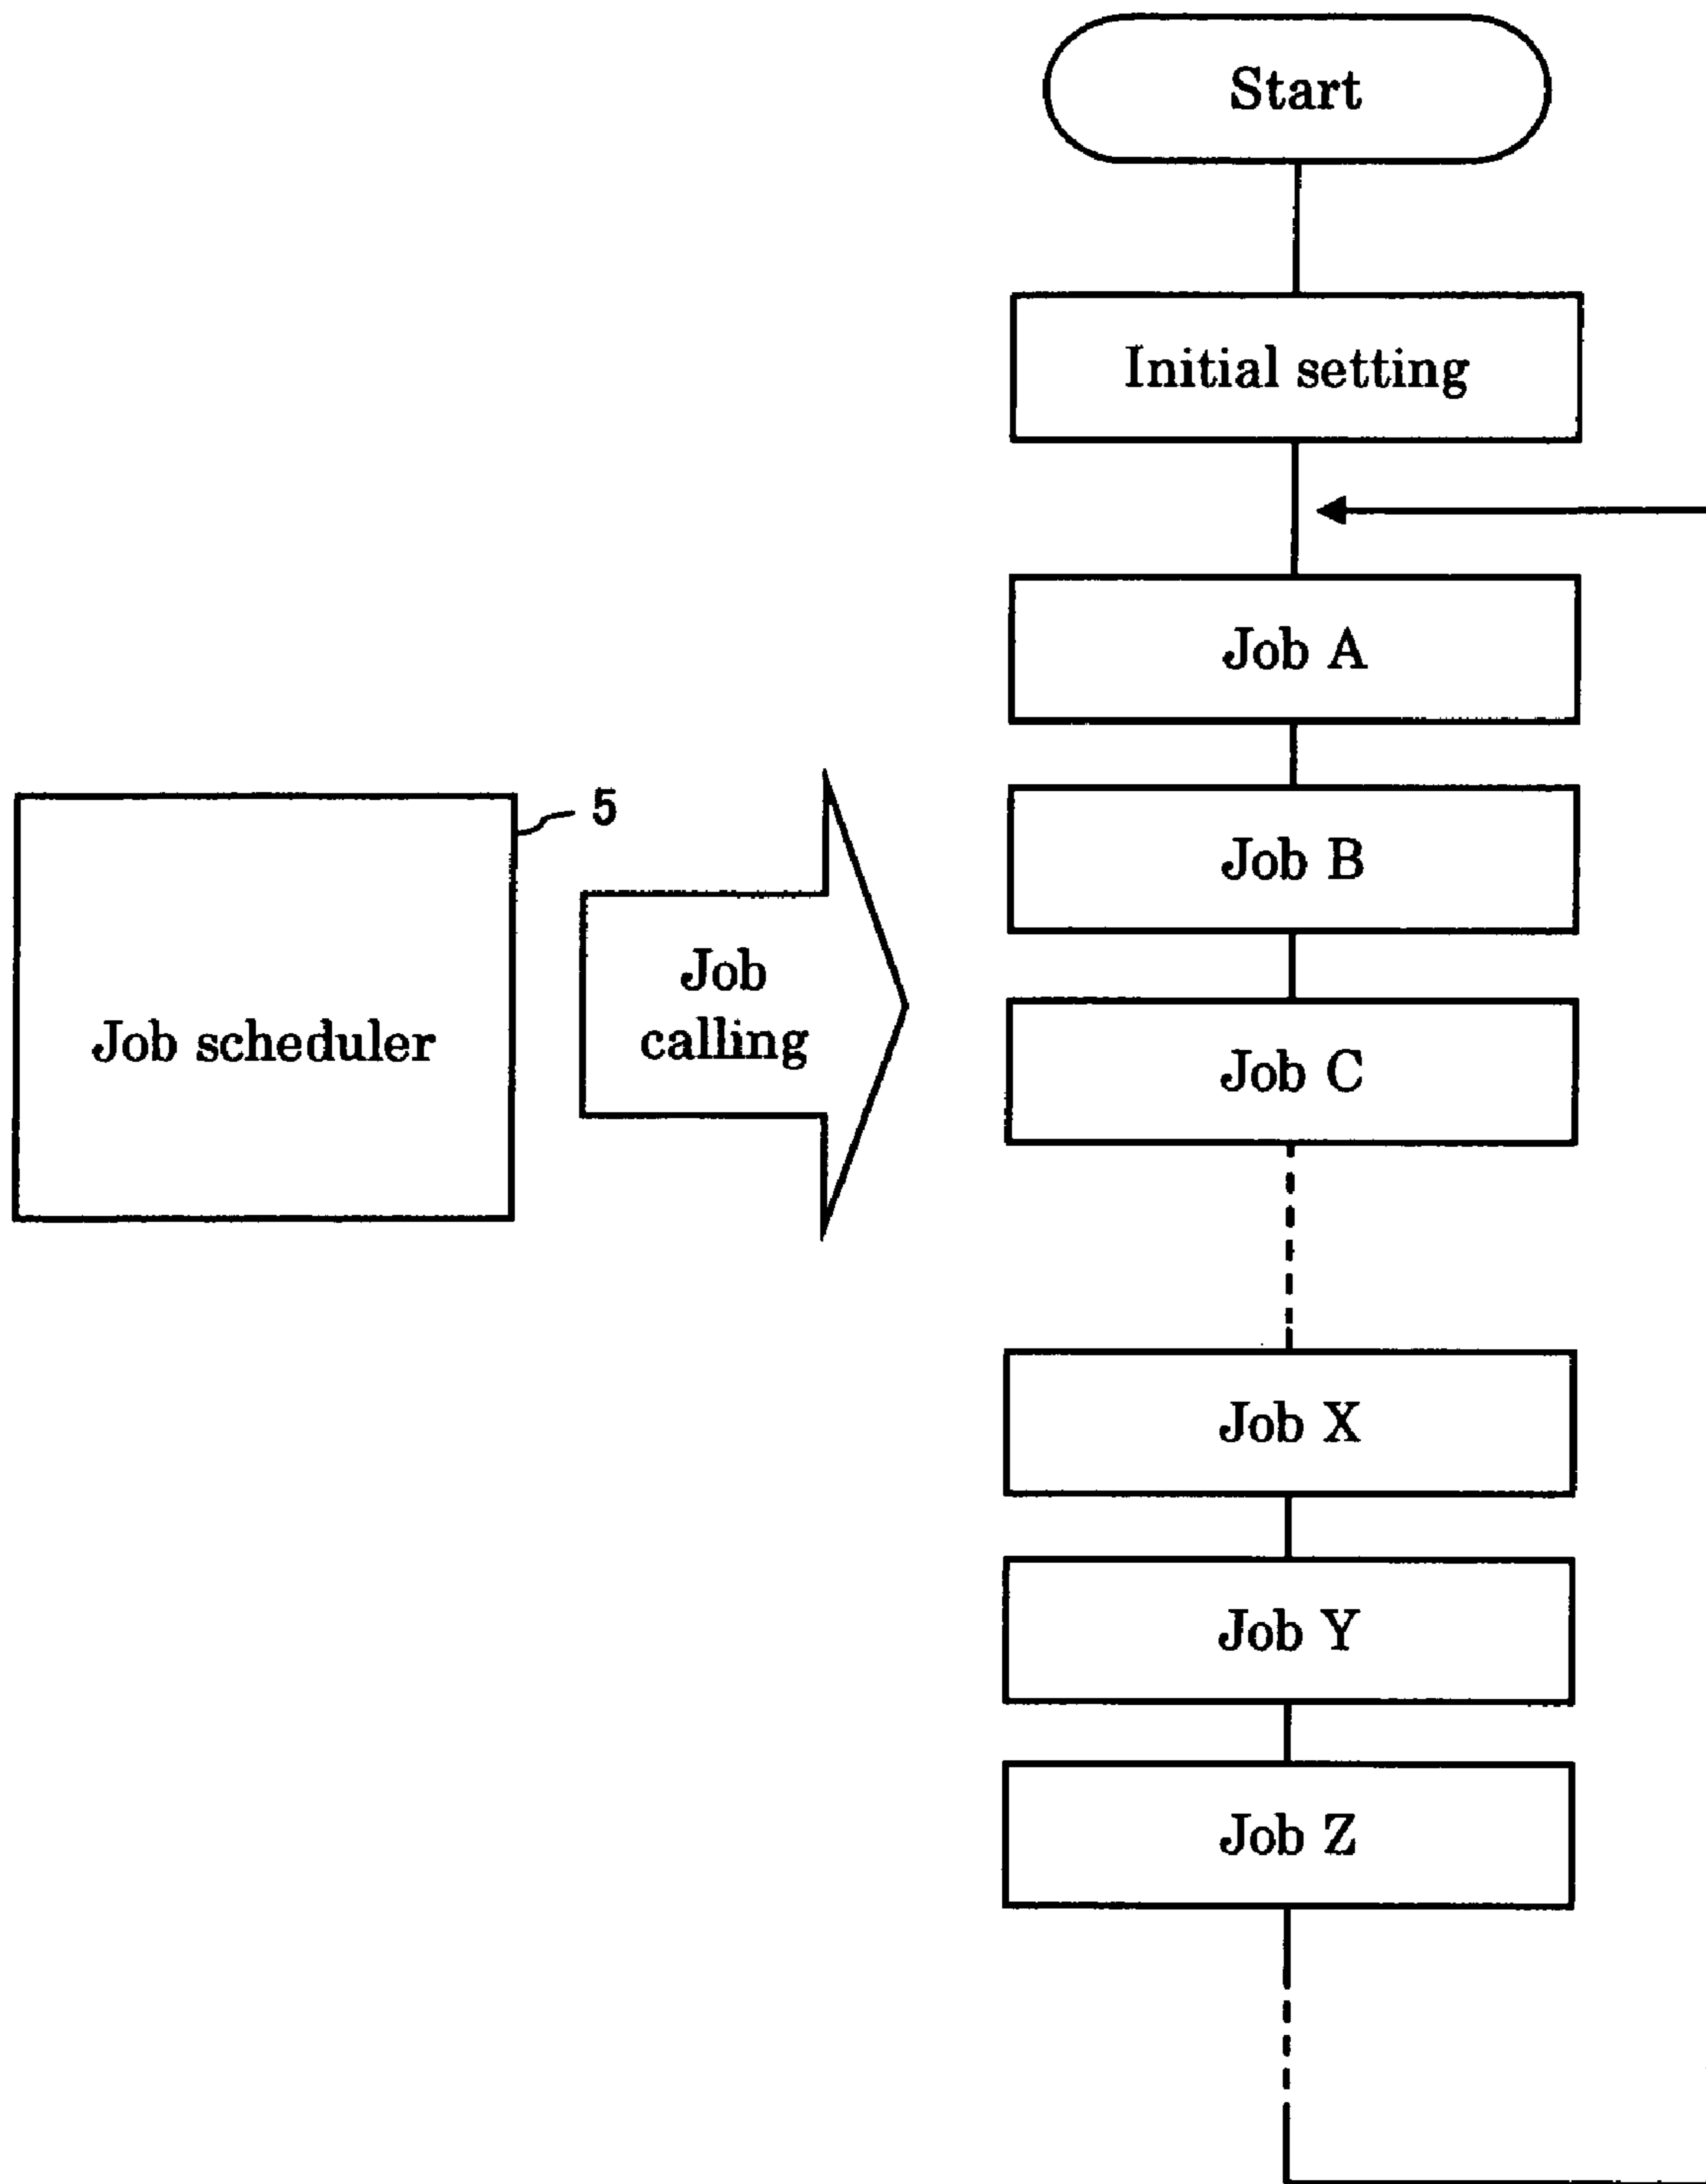 Start
Initial setting
Job A
Job B
Job C
Job X
Job Y
Job Z
5
Job scheduler
Job
calling